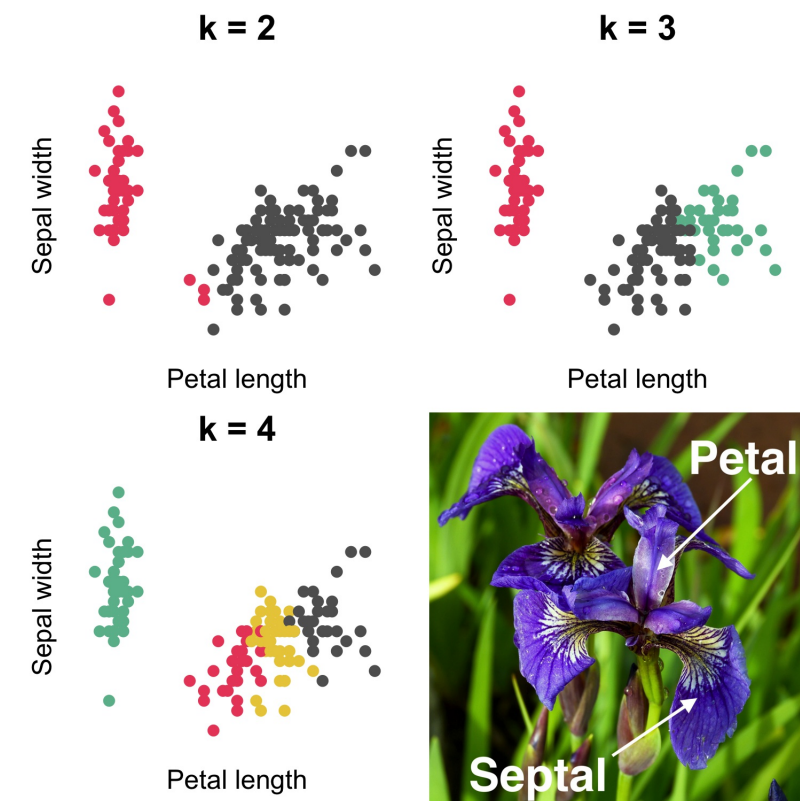 k = 2
k = 3
Sepal width
Sepal width
Petal length
Petal length
k = 4
Sepal width
Petal length
Petal
Septal